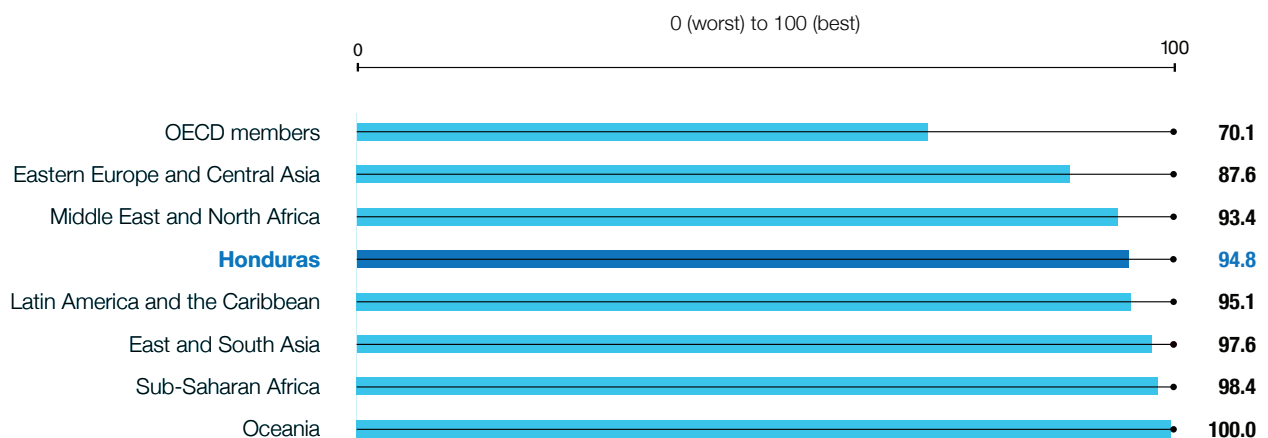 0 (worst) to 100 (best)
0 100
OECD members 70.1
Eastern Europe and Central Asia 87.6
Middle East and North Africa 93.4
Honduras 94.8
Latin America and the Caribbean 95.1
East and South Asia 97.6
Sub-Saharan Africa 98.4
Oceania 100.0